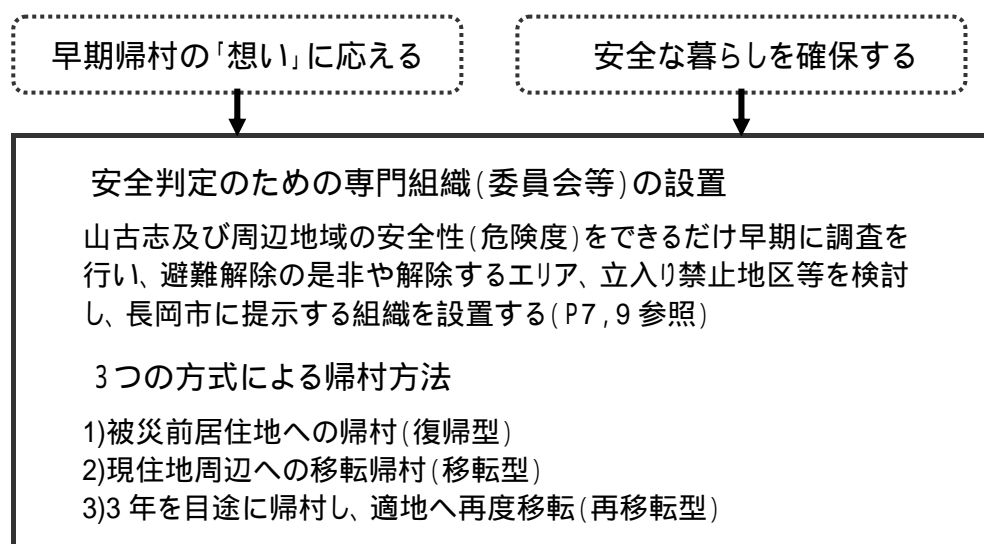 早期帰村の「想い」に応える
安全な暮らしを確保する
安全判定のための専門組織(委員会等)の設置
山古志及び周辺地域の安全性(危険度)をできるだけ早期に調査を
行い、避難解除の是非や解除するエリア、立入り禁止地区等を検討
し、長岡市に提示する組織を設置する(P7,9参照)
3つの方式による帰村方法
1)被災前居住地への帰村(復帰型)
2)現住地周辺への移転帰村(移転型)
3)3年を目途に帰村し、適地へ再度移転(再移転型)